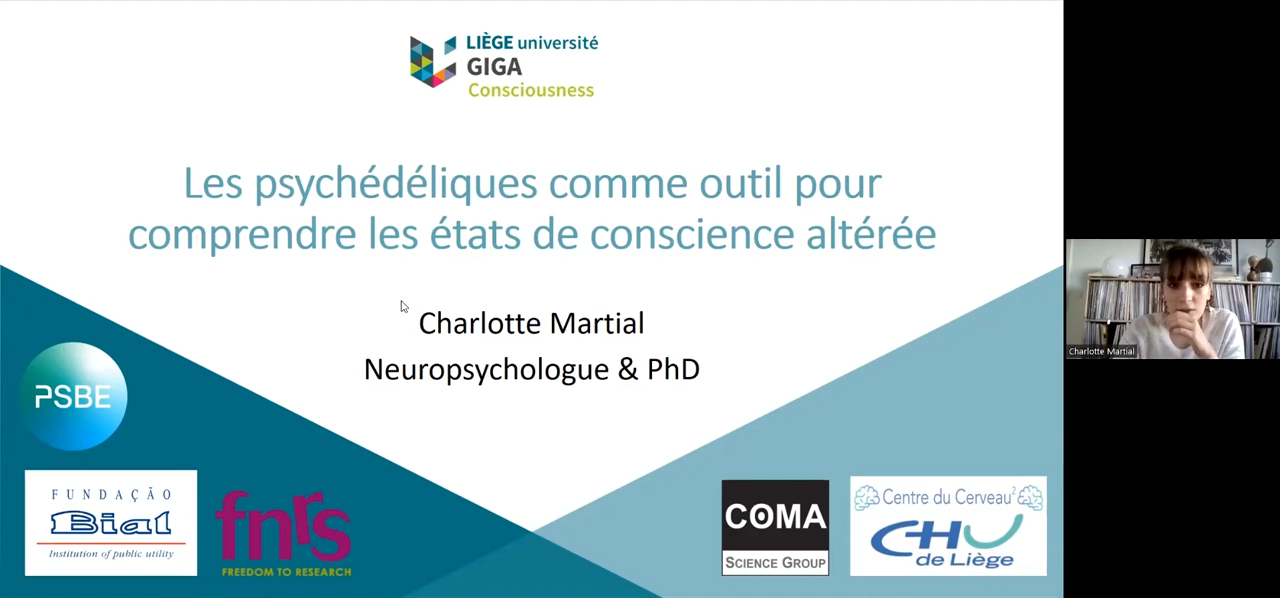 LIÈGE université
GIGA
Consciousness
Les psychédéliques comme outil pour
comprendre les états de conscience altérée
Charlotte Martial
Neuropsychologue & PhD
Charlotte Martial
PSBE
FUNDAÇÃO
Bial
Institution of public utility
fnrs
FREEDOM TO RESEARCH
COMA
SCIENCE GROUP
Centre du Cerveau²
CHU
de Liège